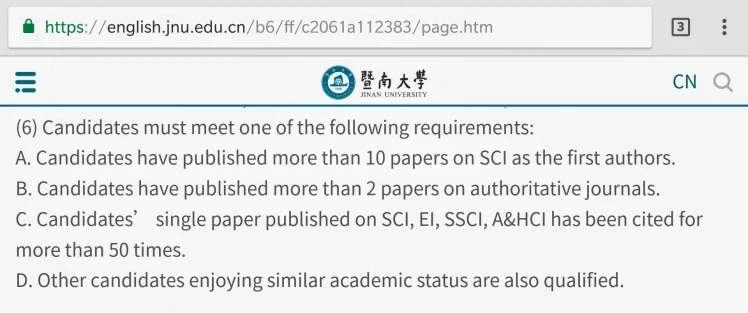 https://english.jnu.edu.cn/b6/ff/c2061a112383/page.htm
3
暨南大學
JINAN UNIVERSITY
CN
(6) Candidates must meet one of the following requirements:
A. Candidates have published more than 10 papers on SCI as the first authors.
B. Candidates have published more than 2 papers on authoritative journals.
C. Candidates’ single paper published on SCI, EI, SSCI, A&HCI has been cited for
more than 50 times.
D. Other candidates enjoying similar academic status are also qualified.